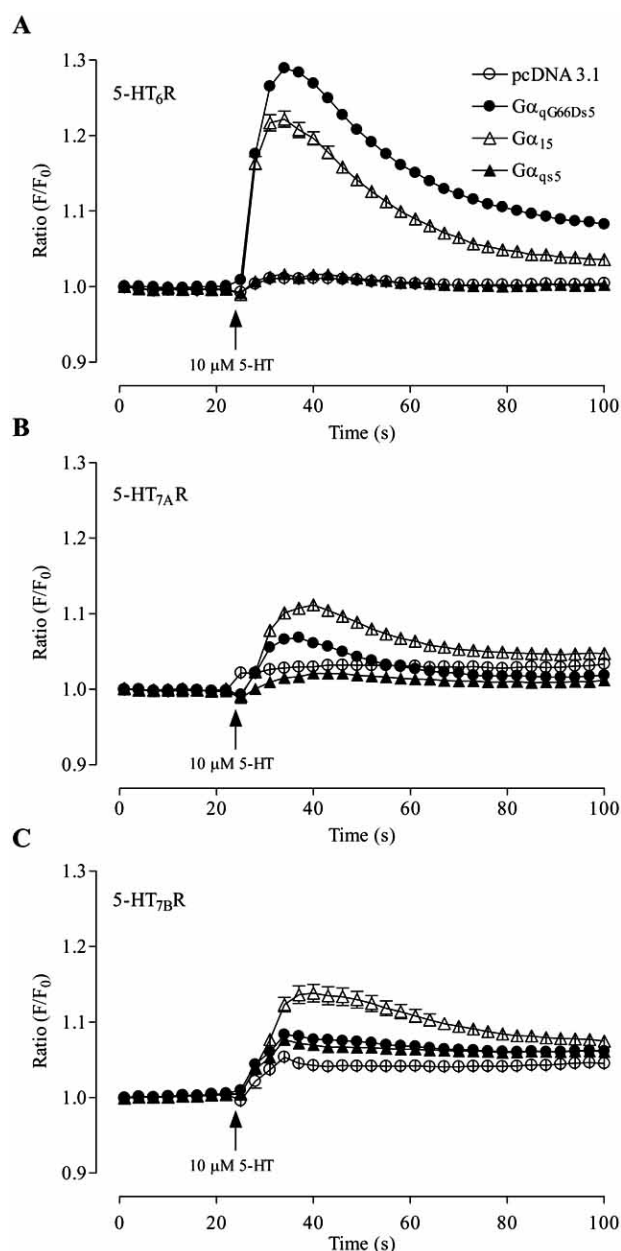 A
5-HT6R
pcDNA 3.1
GαqG66Ds5
Gα15
Gαqs5
1.3
1.2
1.1
1.0
0.9
Ratio (F/F0)
10 µM 5-HT
0 20 40 60 80 100
Time (s)
B
5-HT7AR
1.3
1.2
1.1
1.0
0.9
Ratio (F/F0)
10 µM 5-HT
0 20 40 60 80 100
Time (s)
C
5-HT7BR
1.3
1.2
1.1
1.0
0.9
Ratio (F/F0)
10 µM 5-HT
0 20 40 60 80 100
Time (s)